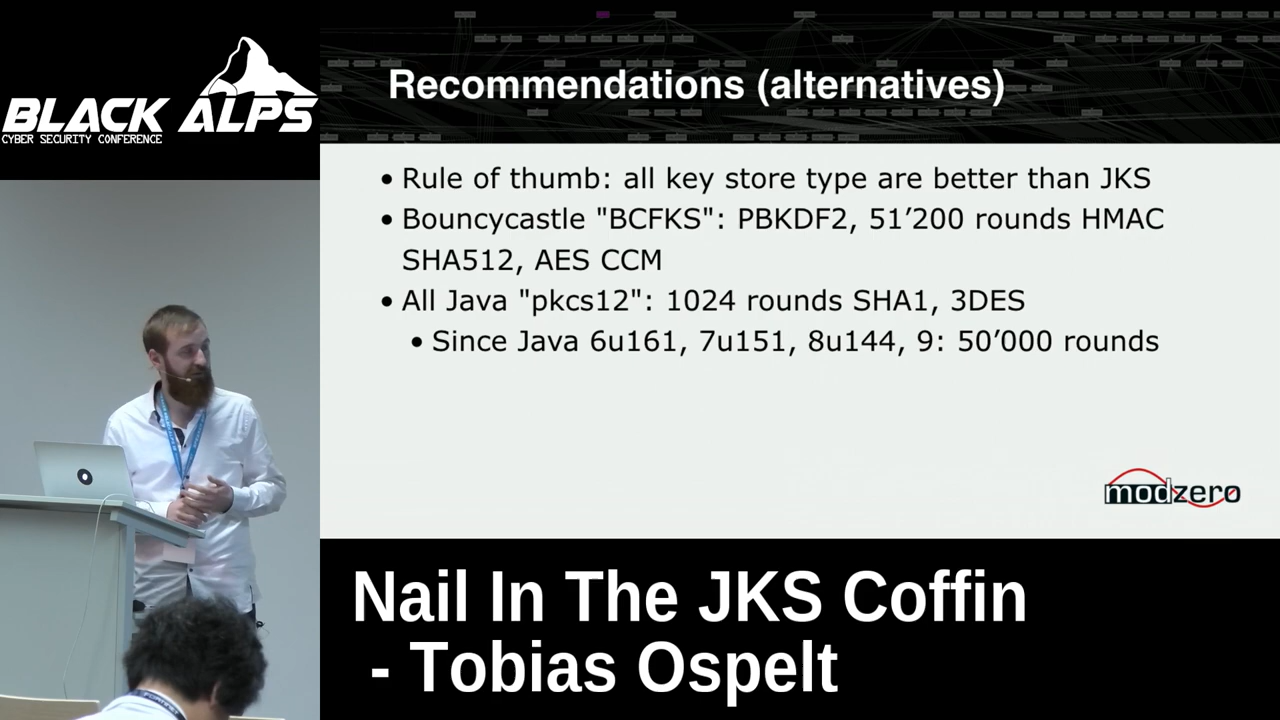 BLACK ALPS
CYBER SECURITY CONFERENCE
Recommendations (alternatives)
• Rule of thumb: all key store type are better than JKS
• Bouncycastle "BCFKS": PBKDF2, 51’200 rounds HMAC
SHA512, AES CCM
• All Java "pkcs12": 1024 rounds SHA1, 3DES
• Since Java 6u161, 7u151, 8u144, 9: 50’000 rounds
modzero
FORTINET
Nail In The JKS Coffin
- Tobias Ospelt